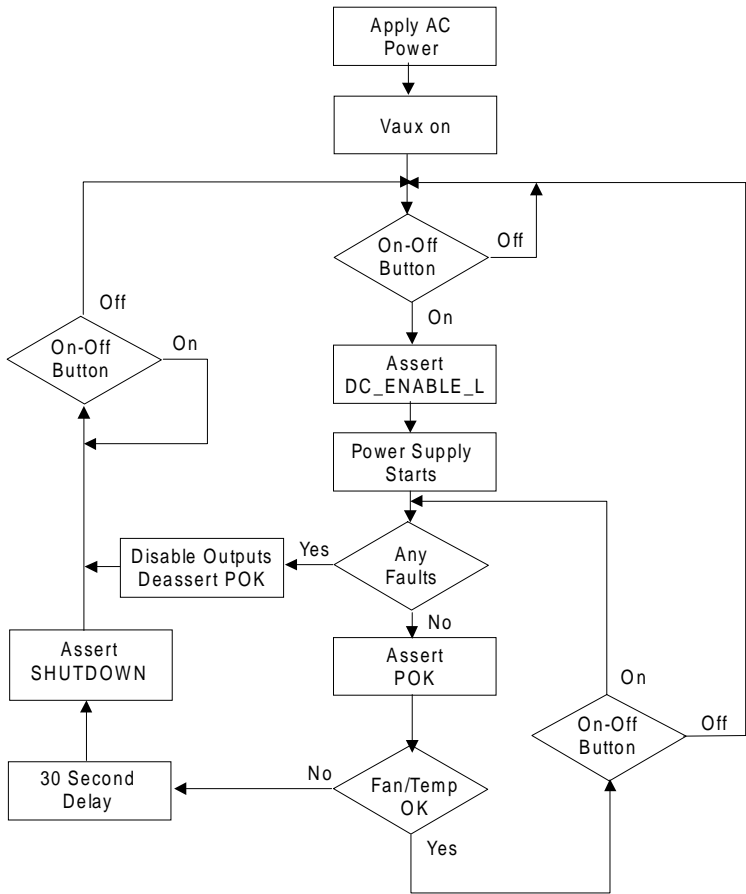 Apply AC
Power
Vaux on
On-Off
Button
Off
On
Off
On-Off
Button
On
Assert
DC_ENABLE_L
Power Supply
Starts
Disable Outputs
Deassert POK
Yes
Any
Faults
No
Assert
SHUTDOWN
Assert
POK
On
On-Off
Button
Off
30 Second
Delay
No
Fan/Temp
OK
Yes